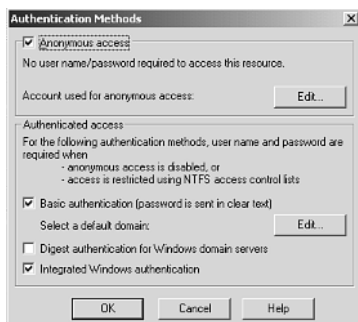 Authentication Methods
Anonymous access
No user name/password required to access this resource.
Account used for anonymous access:
Edit...
Authenticated access
For the following authentication methods, user name and password are
required when
- anonymous access is disabled, or
- access is restricted using NTFS access control lists
Basic authentication (password is sent in clear text)
Select a default domain:
Edit...
Digest authentication for Windows domain servers
Integrated Windows authentication
OK
Cancel
Help